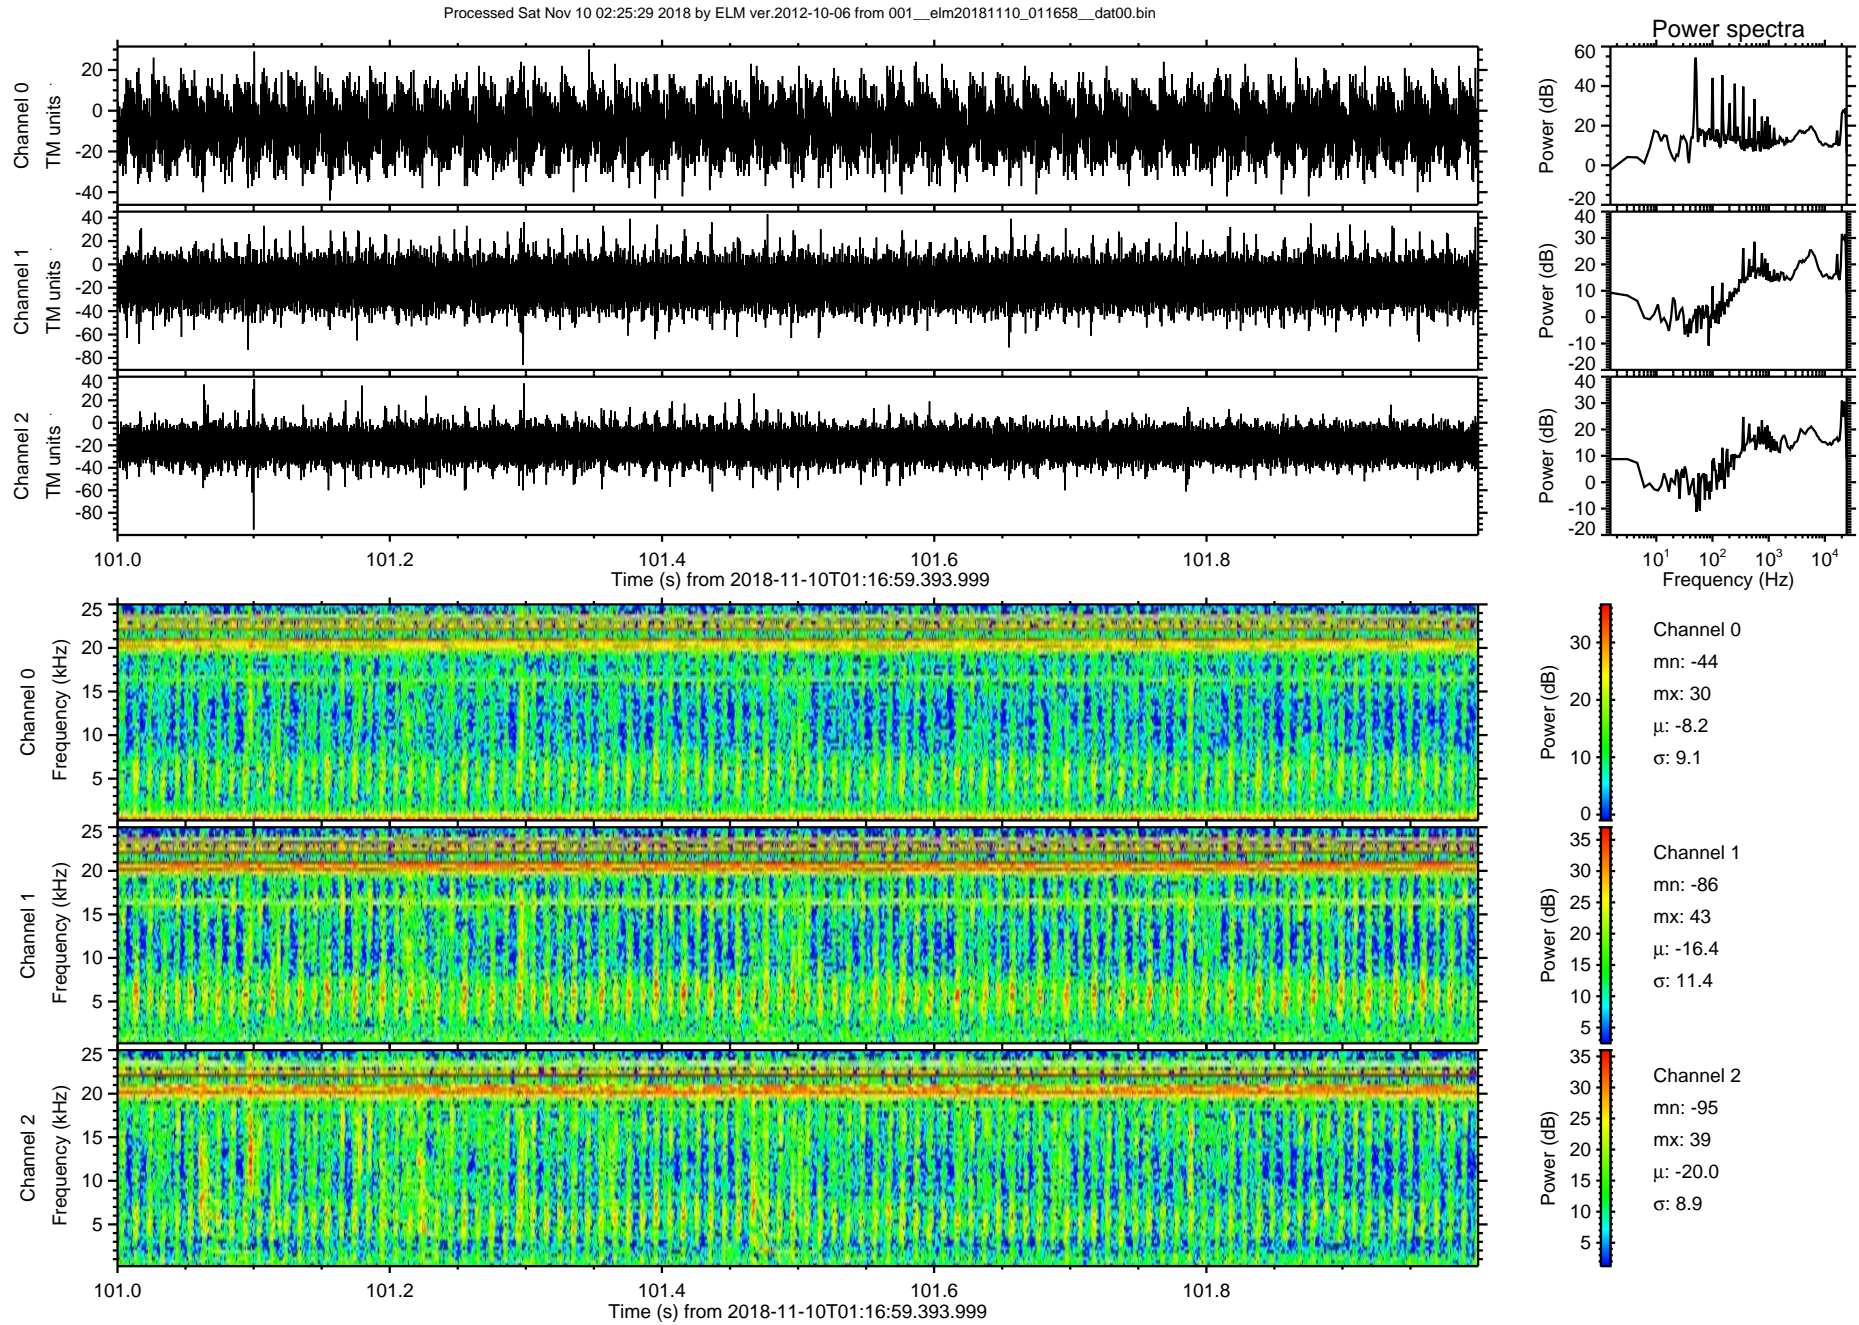 Processed Sat Nov 10 02:25:29 2018 by ELM ver.2012-10-06 from 001__elm20181110_011658__dat00.bin
Power spectra
Channel 0
TM units
20
0
-20
-40
Power (dB)
60
40
20
0
-20
Channel 1
TM units
40
20
0
-20
-40
-60
-80
Power (dB)
40
30
20
10
0
-10
-20
Channel 2
TM units
40
20
0
-20
-40
-60
-80
Power (dB)
40
30
20
10
0
-10
-20
101.0 101.2 101.4 101.6 101.8
Time (s) from 2018-11-10T01:16:59.393.999
10^1 10^2 10^3 10^4
Frequency (Hz)
Channel 0
Frequency (kHz)
25
20
15
10
5
Power (dB)
30
20
10
0
Channel 0
mn: -44
mx: 30
μ: -8.2
σ: 9.1
Channel 1
Frequency (kHz)
25
20
15
10
5
Power (dB)
35
30
25
20
15
10
5
Channel 1
mn: -86
mx: 43
μ: -16.4
σ: 11.4
Channel 2
Frequency (kHz)
25
20
15
10
5
Power (dB)
35
30
25
20
15
10
5
Channel 2
mn: -95
mx: 39
μ: -20.0
σ: 8.9
101.0 101.2 101.4 101.6 101.8
Time (s) from 2018-11-10T01:16:59.393.999